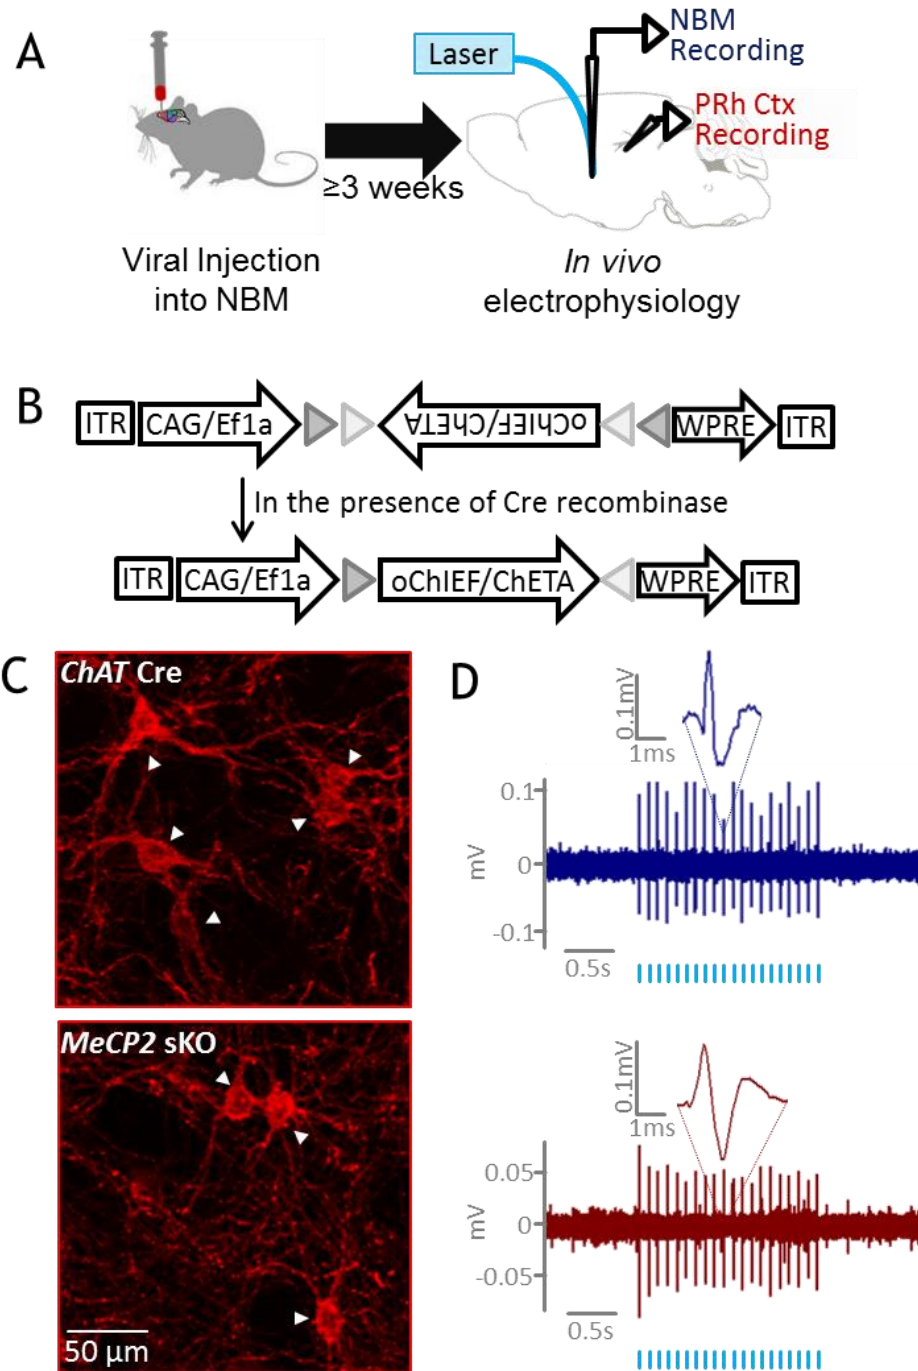 A
Laser
NBM
Recording
PRh Ctx
Recording
≥3 weeks
Viral Injection
into NBM
In vivo
electrophysiology
B
ITR
CAG/Ef1a
oChIEF/ChETA
WPRE
ITR
In the presence of Cre recombinase
ITR
CAG/Ef1a
oChIEF/ChETA
WPRE
ITR
C
ChAT Cre
MeCP2 sKO
50 µm
D
0.1mV
1ms
0.1
0
-0.1
mV
0.5s
0.1mV
1ms
0.05
0
-0.05
mV
0.5s